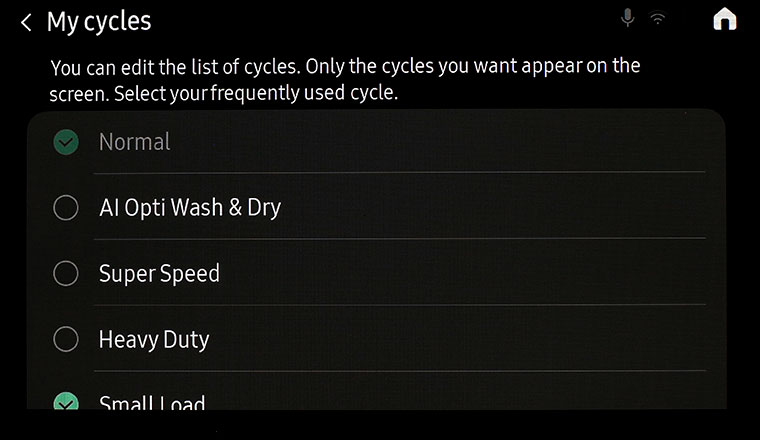 My cycles
You can edit the list of cycles. Only the cycles you want appear on the
screen. Select your frequently used cycle.
Normal
AI Opti Wash & Dry
Super Speed
Heavy Duty
Small Load